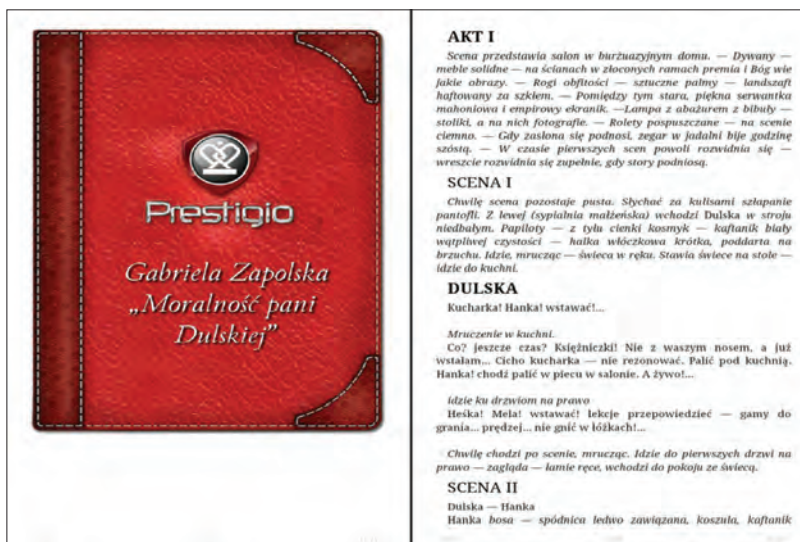 Prestigio
Gabriela Zapolska
„Moralność pani
Dulskiej”
AKT I
Scena przedstawia salon w burżuazyjnym domu. — Dywany —
meble solidne — na ścianach w złoconych ramach premia i Bóg wie
jakie obrazy. — Rogi obfitości — sztuczne palmy — landszaft
haftowany za szkłem. — Pomiędzy tym stara, piękna serwantka
mahoniowa i empirowy ekranik. —Lampa z abażurem z bibuły —
stoliki, a na nich fotografie. — Rolety pospuszczane — na scenie
ciemno. — Gdy zasłona się podnosi, zegar w jadalni bije godzinę
szóstą. — W czasie pierwszych scen powoli rozwidnia się —
wreszcie rozwidnia się zupełnie, gdy story podniosą.
SCENA I
Chwilę scena pozostaje pusta. Słychać za kulisami szłapanie
pantofli. Z lewej (sypialnia małżeńska) wchodzi Dulska w stroju
niedbałym. Papiloty — z tyłu cienki kosmyk — kaftanik biały
wątpliwej czystości — halka włóczkowa krótka, poddarta na
brzuchu. Idzie, mrucząc — świeca w ręku. Stawia świece na stole —
idzie do kuchni.
DULSKA
Kucharka! Hanka! wstawać!...
Mruczenie w kuchni.
Co? jeszcze czas? Księżniczki! Nie z waszym nosem, a już
wstałam... Cicho kucharka — nie rezonować. Palić pod kuchnią.
Hanka! chodź palić w piecu w salonie. A żywo!...
idzie ku drzwiom na prawo
Heśka! Mela! wstawać! lekcje przepowiedzieć — gamy do
grania... prędzej... nie gnić w łóżkach!...
Chwilę chodzi po scenie, mrucząc. Idzie do pierwszych drzwi na
prawo — zagląda — łamie ręce, wchodzi do pokoju ze świecą.
SCENA II
Dulska — Hanka
Hanka bosa — spódnica ledwo zawiązana, koszula, kaftanik